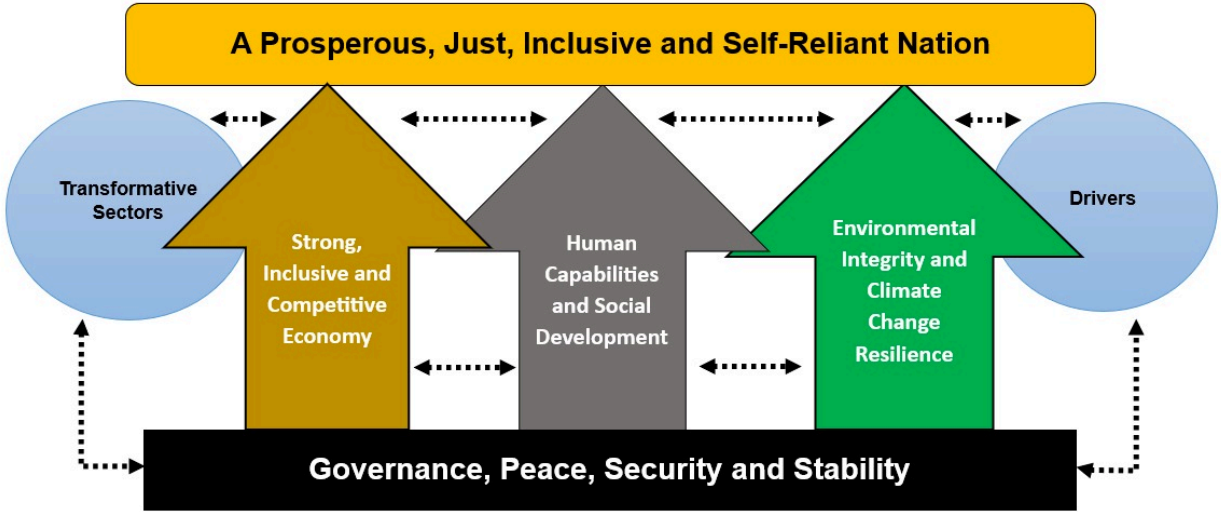 A Prosperous, Just, Inclusive and Self-Reliant Nation
Transformative
Sectors
Strong,
Inclusive and
Competitive
Economy
Human
Capabilities
and Social
Development
Environmental
Integrity and
Climate
Change
Resilience
Drivers
Governance, Peace, Security and Stability